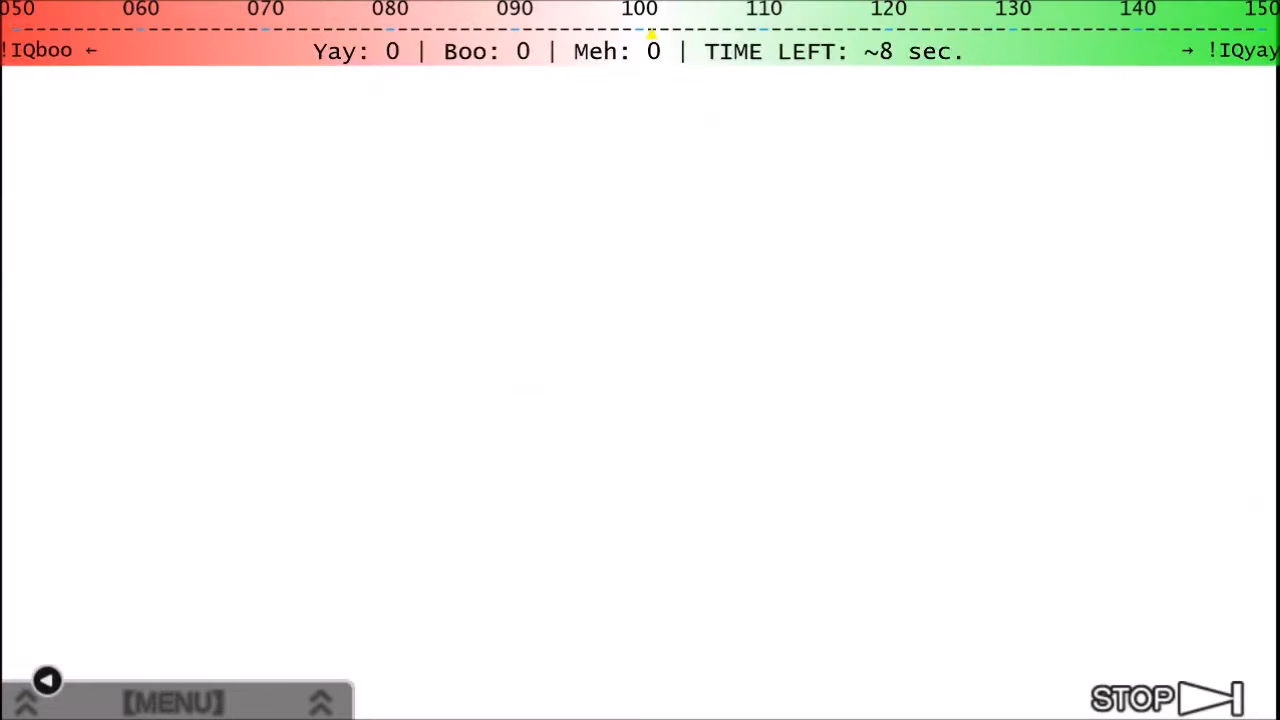 050 060 070 080 090 100 110 120 130 140 150
!IQboo ← Yay: 0 | Boo: 0 | Meh: 0 | TIME LEFT: ~8 sec. → !IQyay
【MENU】 STOP